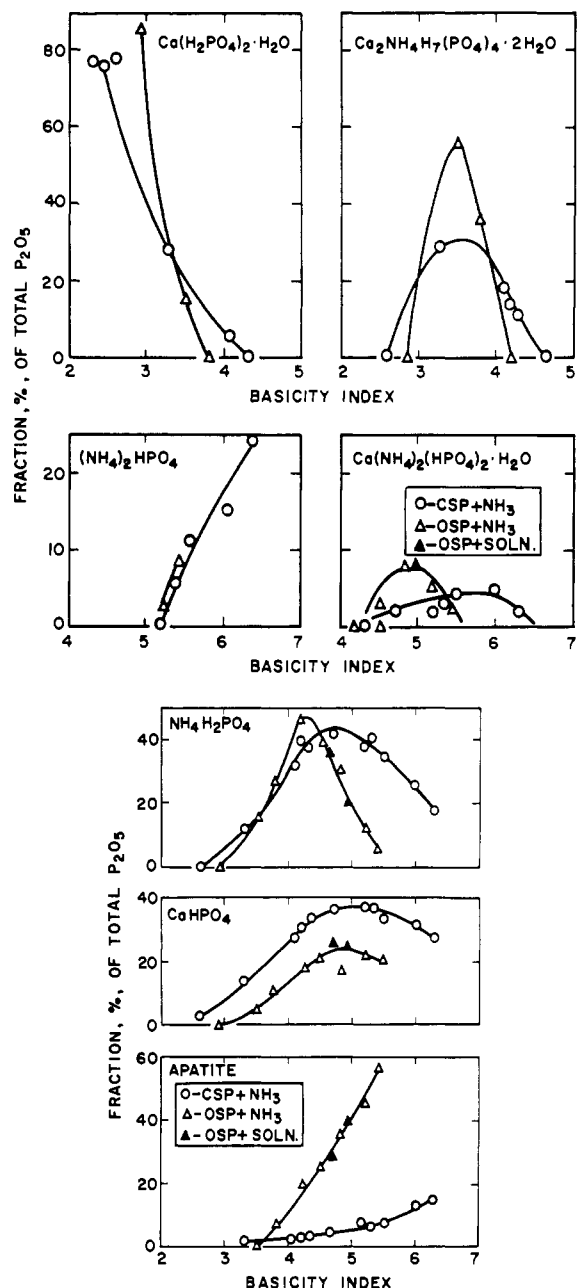 Ca(H₂PO₄)₂·H₂O
Ca₂NH₄H₇(PO₄)₄·2H₂O
80
60
40
20
0
2 3 4 5
BASICITY INDEX
2 3 4 5
BASICITY INDEX
FRACTION, %, OF TOTAL P₂O₅
(NH₄)₂HPO₄
Ca(NH₄)₂(HPO₄)₂·H₂O
O-CSP+NH₃
△-OSP+NH₃
▲-OSP+SOLN.
20
10
0
4 5 6 7
BASICITY INDEX
4 5 6 7
BASICITY INDEX
NH₄H₂PO₄
40
20
0
CaHPO₄
40
20
0
FRACTION, %, OF TOTAL P₂O₅
APATITE
O-CSP+NH₃
△-OSP+NH₃
▲-OSP+SOLN.
60
40
20
0
2 3 4 5 6 7
BASICITY INDEX